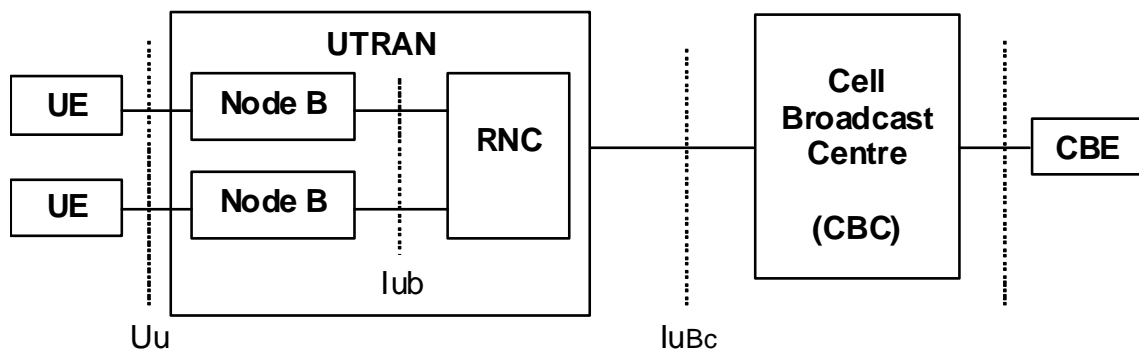 UTRAN
UE
Node B
RNC
UE
Node B
Iub
Uu
Cell
Broadcast
Centre
(CBC)
CBE
IuBc